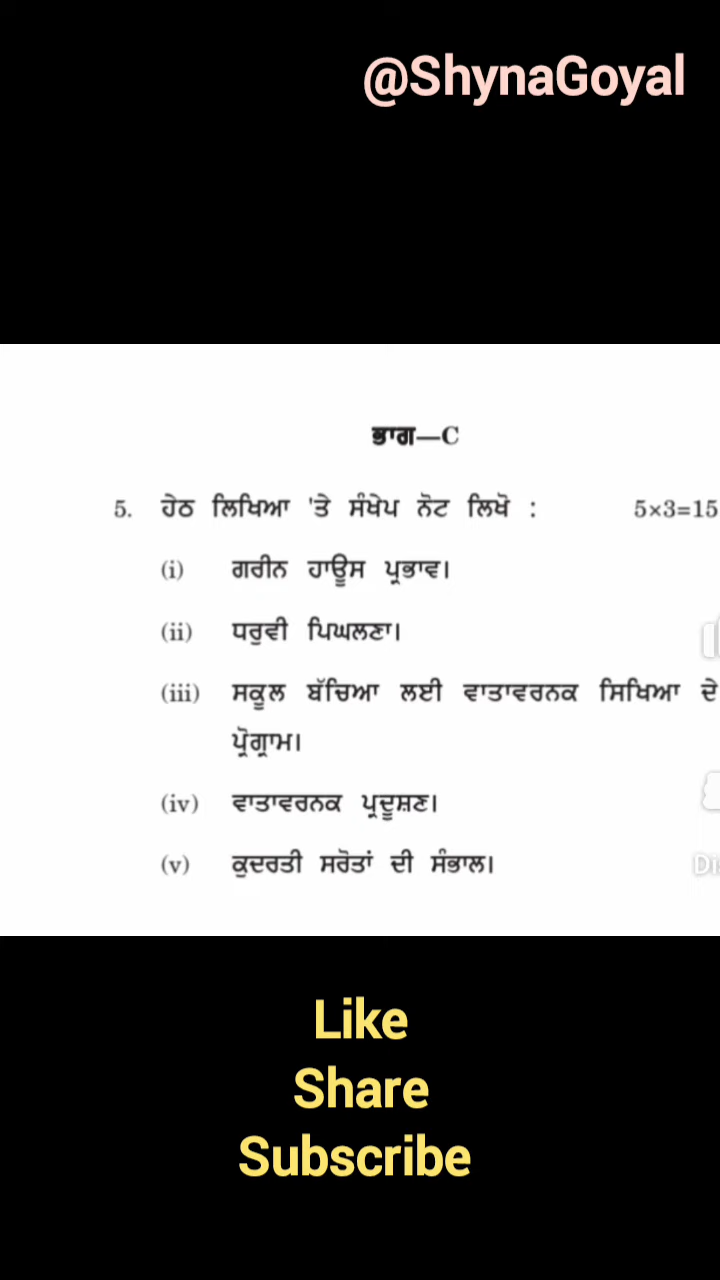 @ShynaGoyal
ਭਾਗ—C
5. ਹੇਠ ਲਿਖਿਆ 'ਤੇ ਸੰਖੇਪ ਨੋਟ ਲਿਖੋ : 5×3=15
(i) ਗਰੀਨ ਹਾਊਸ ਪ੍ਰਭਾਵ।
(ii) ਧਰੁਵੀ ਪਿਘਲਣਾ।
(iii) ਸਕੂਲ ਬੱਚਿਆ ਲਈ ਵਾਤਾਵਰਨਕ ਸਿਖਿਆ ਦੇ
ਪ੍ਰੋਗ੍ਰਾਮ।
(iv) ਵਾਤਾਵਰਨਕ ਪ੍ਰਦੂਸ਼ਣ।
(v) ਕੁਦਰਤੀ ਸਰੋਤਾਂ ਦੀ ਸੰਭਾਲ।
Like
Share
Subscribe